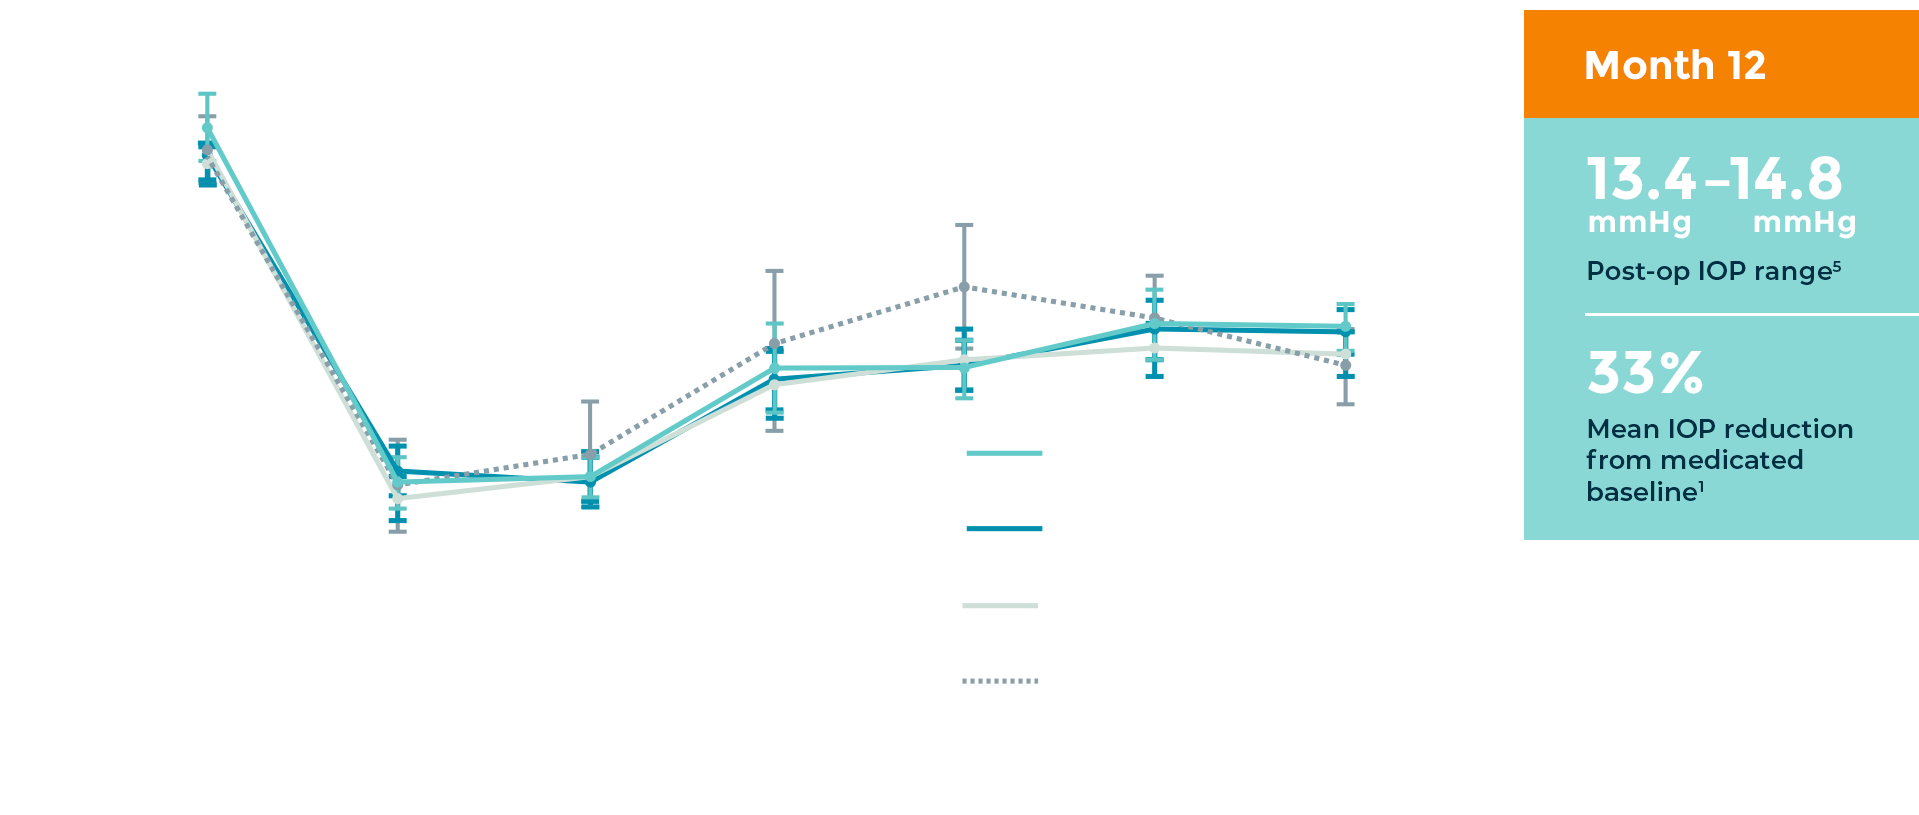 Month 12
13.4–14.8
mmHg mmHg
Post-op IOP range⁵
33%
Mean IOP reduction
from medicated
baseline¹